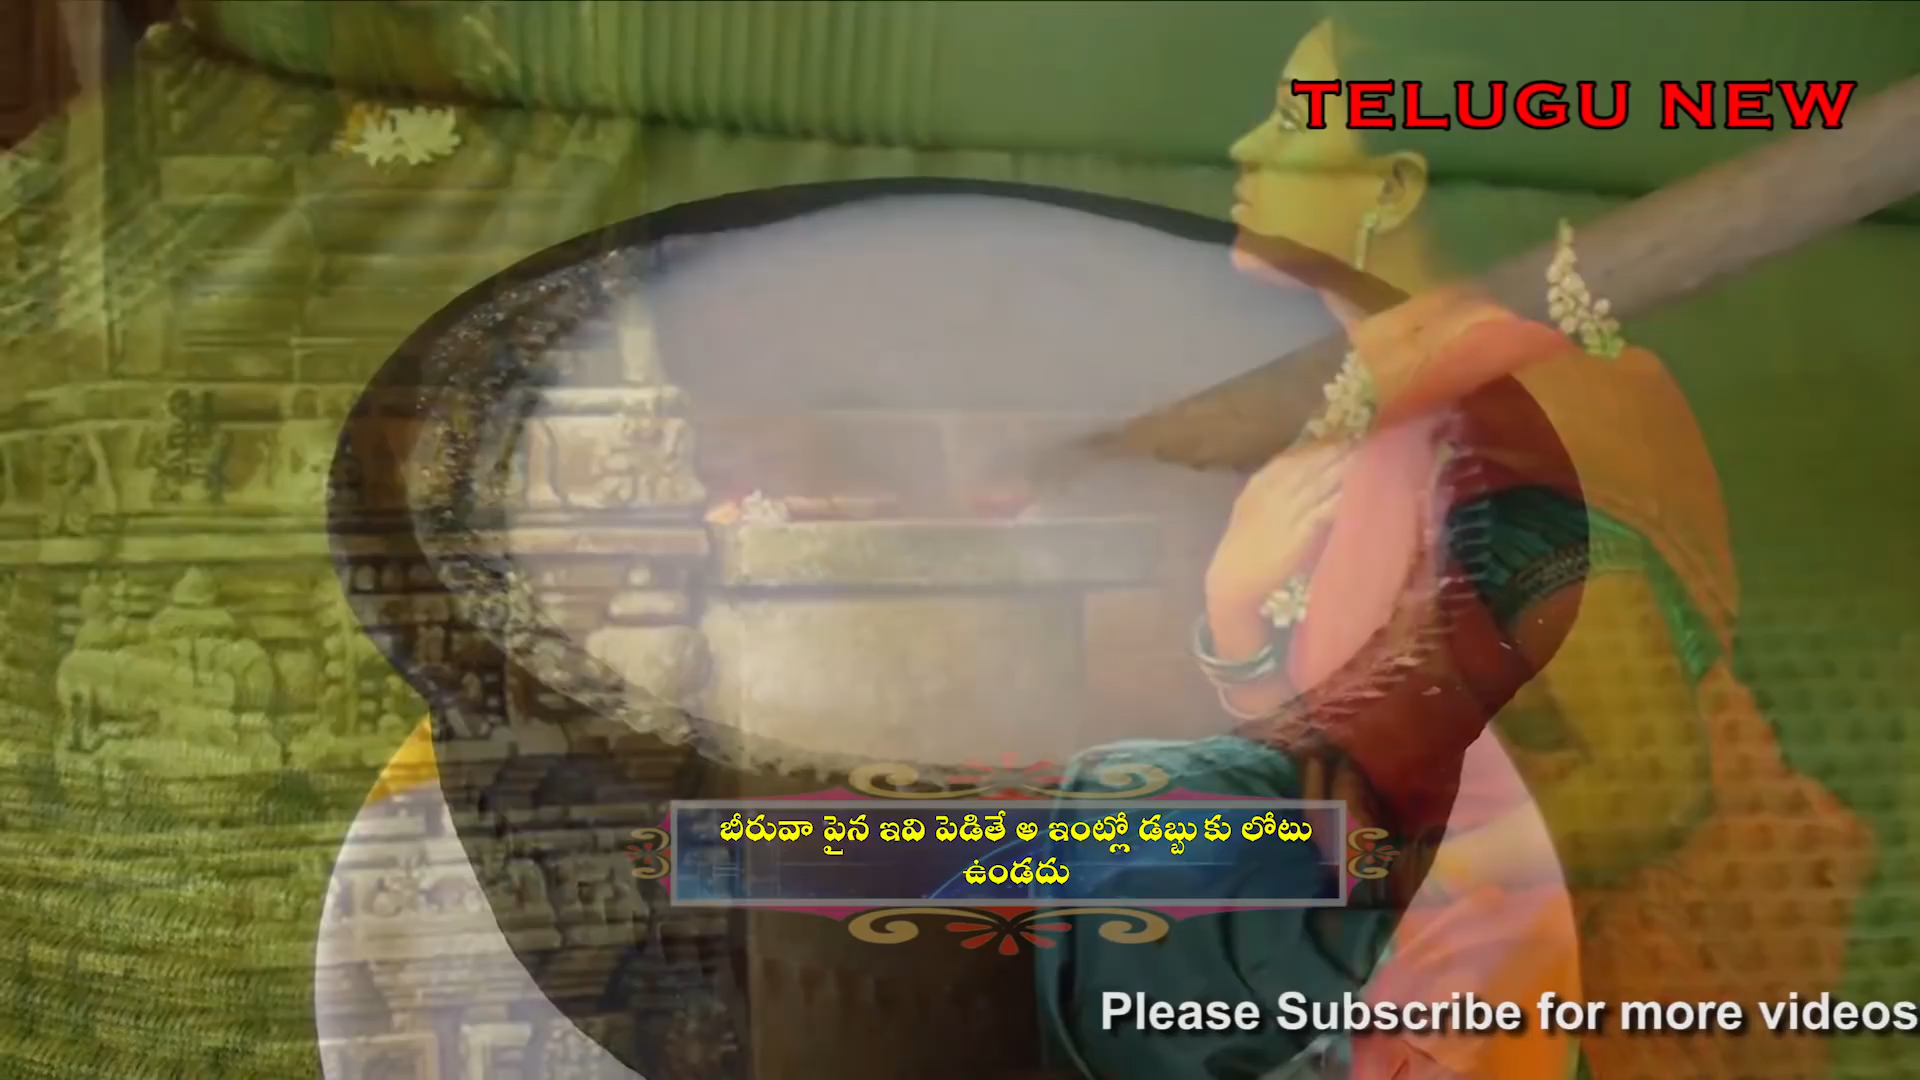 TELUGU NEW
బీరువా పైన ఇవి పెడితే అ ఇంట్లో డబ్బుకు లోటు
ఉండదు
Please Subscribe for more videos